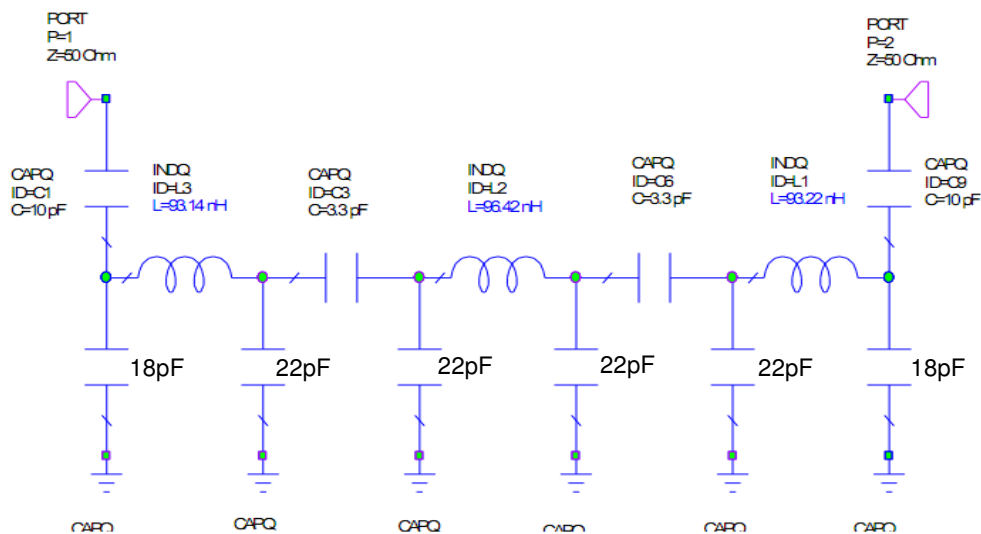 PORT
P=1
Z=50 Ohm
PORT
P=2
Z=50 Ohm
CAPQ
ID=C1
C=10 pF
INDQ
ID=L3
L=93.14 nH
CAPQ
ID=C3
C=3.3 pF
INDQ
ID=L2
L=96.42 nH
CAPQ
ID=C6
C=3.3 pF
INDQ
ID=L1
L=93.22 nH
CAPQ
ID=C9
C=10 pF
18pF
22pF
22pF
22pF
22pF
18pF
CAPQ
CAPQ
CAPQ
CAPQ
CAPQ
CAPQ